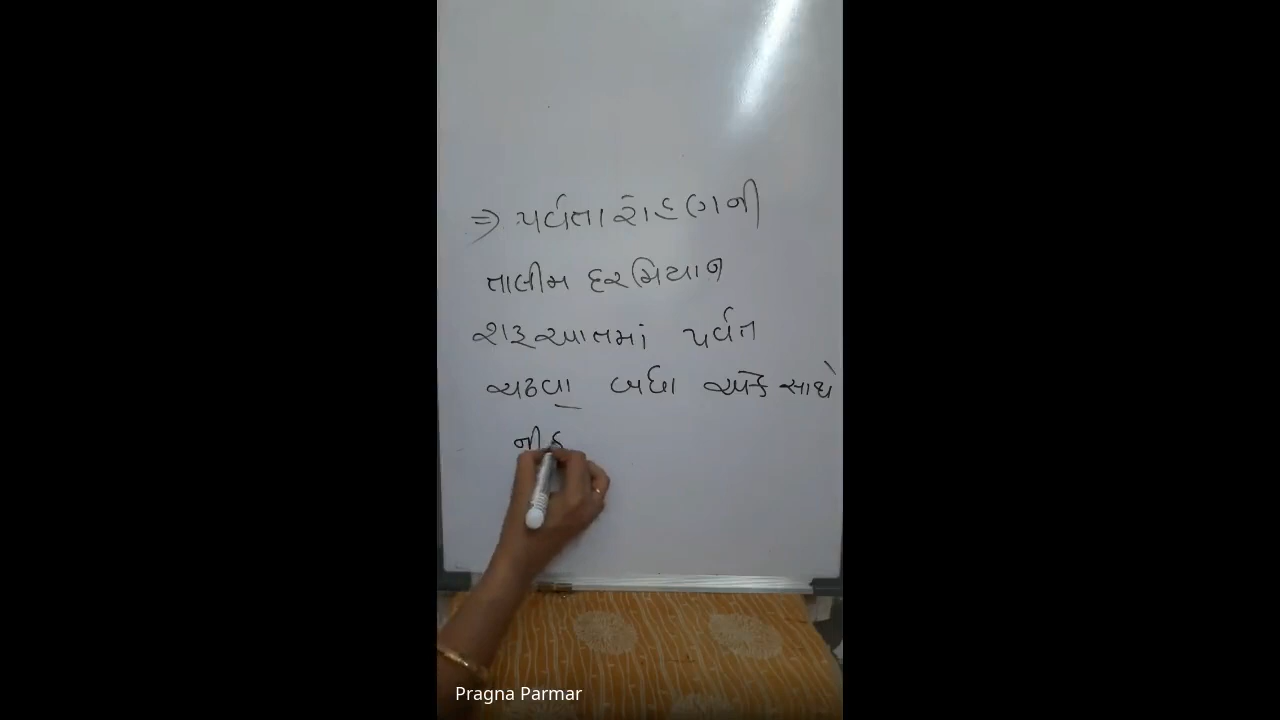 ⇒ પર્વતારોહણની
તાલીમ દરમિયાન
શરૂઆતમાં પર્વત
ચઢવા બધા એક સાથે
નીક
Pragna Parmar